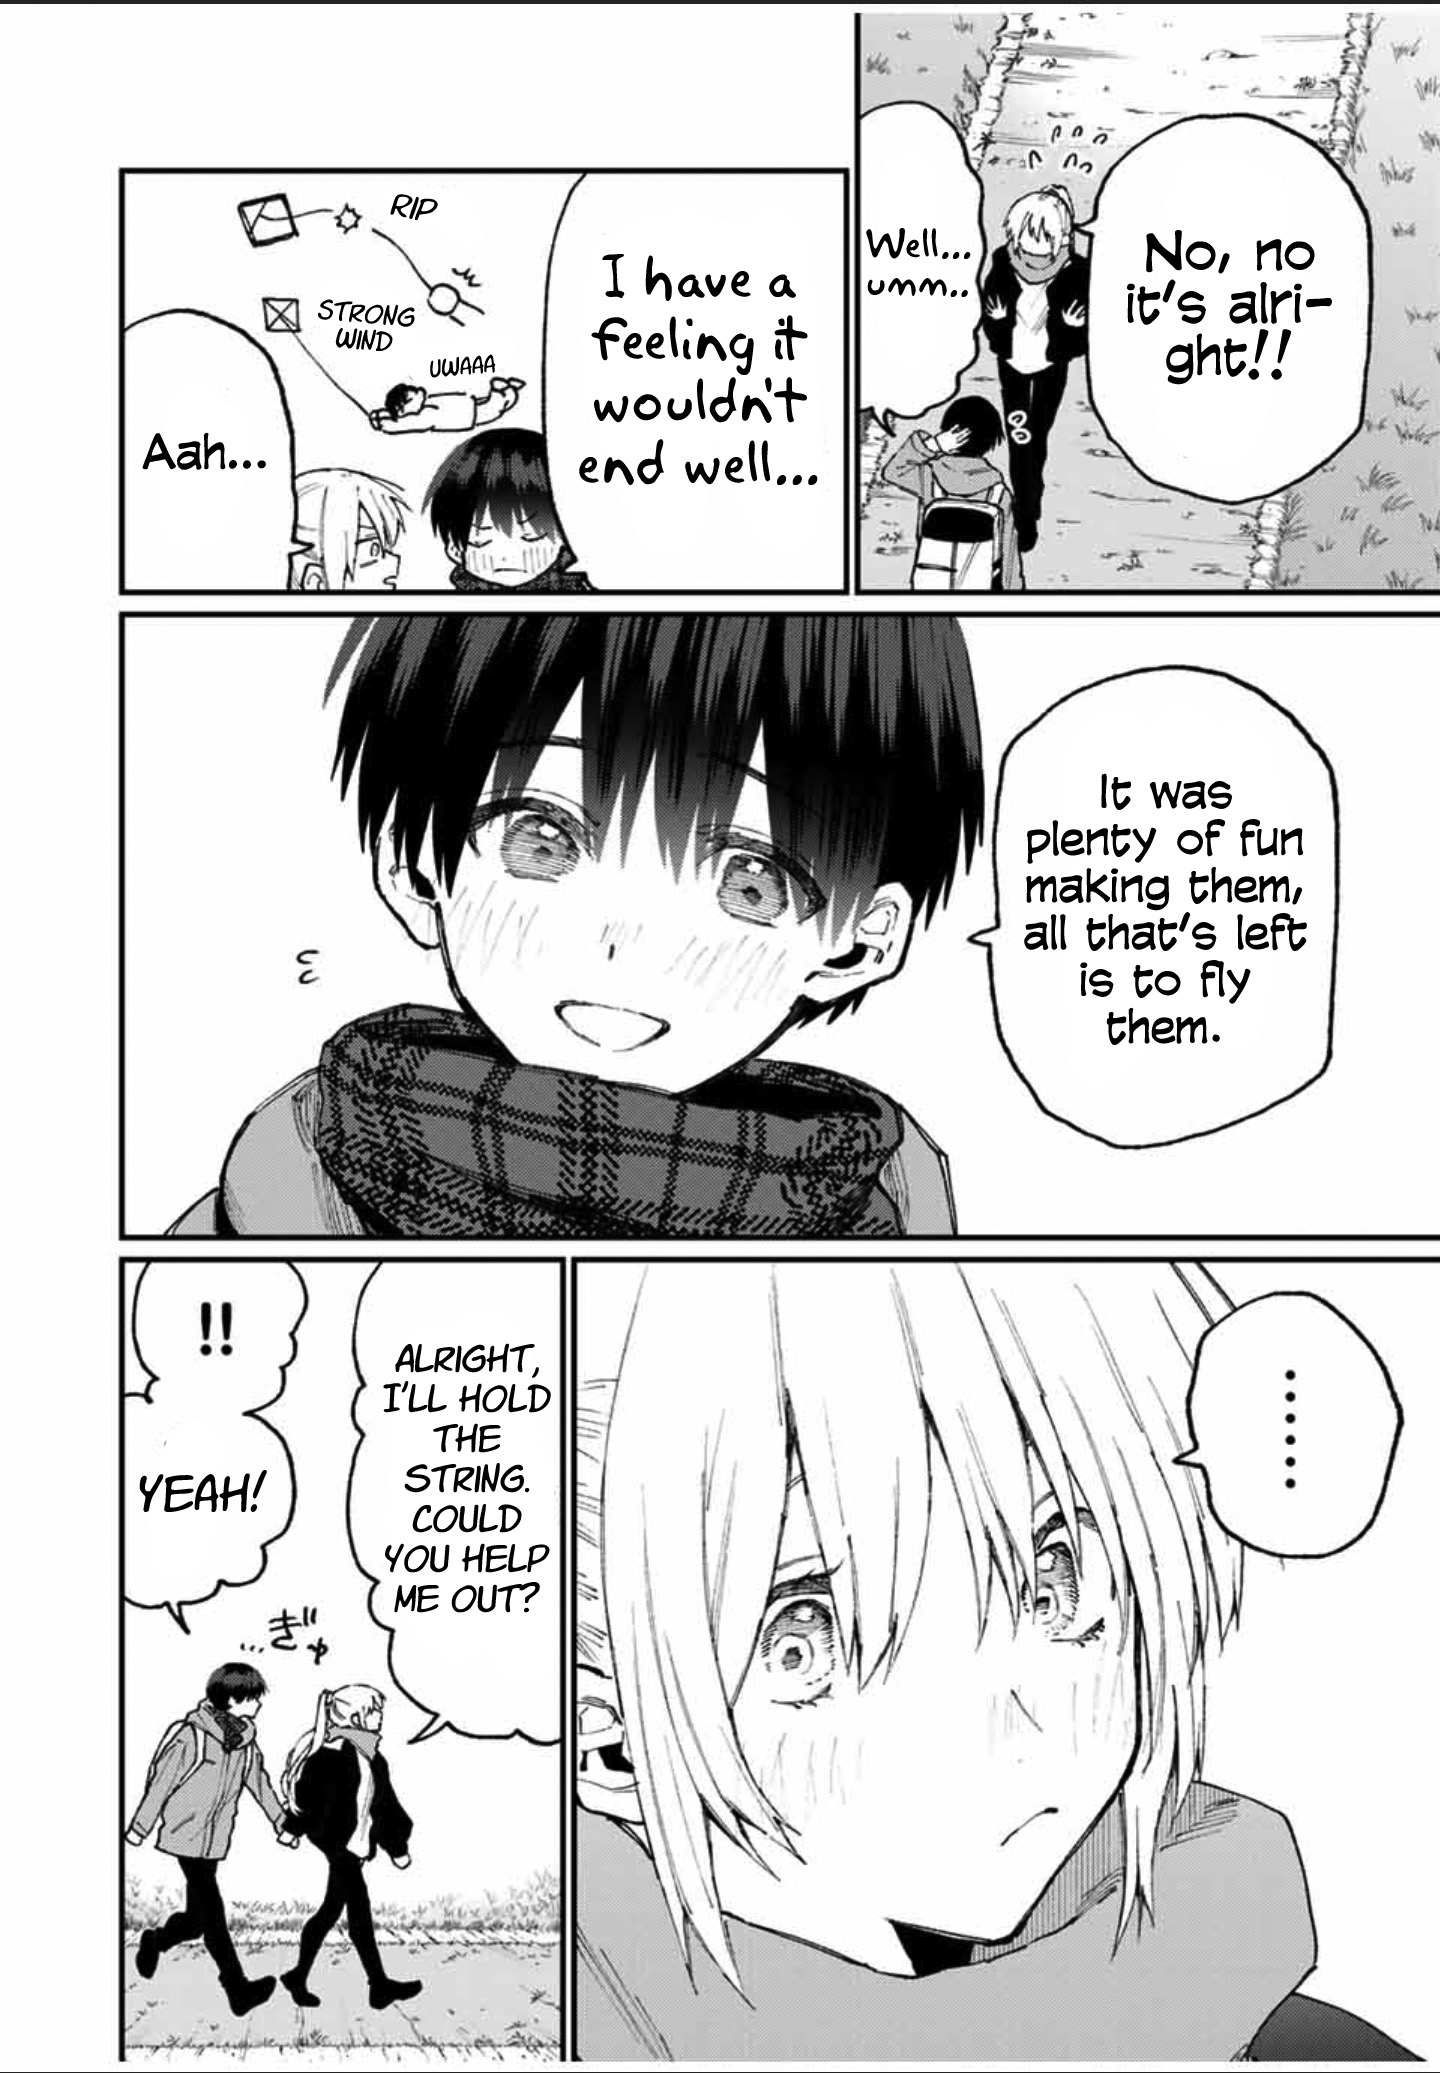 No, no
it's alri-
ght!!
Well...
umm..
I have a
feeling it
wouldn't
end well...
RIP
STRONG
WIND
UWAAA
Aah...
It was
plenty of fun
making them,
all that's left
is to fly
them.
......
ALRIGHT,
I'LL HOLD
THE
STRING.
COULD
YOU HELP
ME OUT?
!!
YEAH!
ぎゅ...